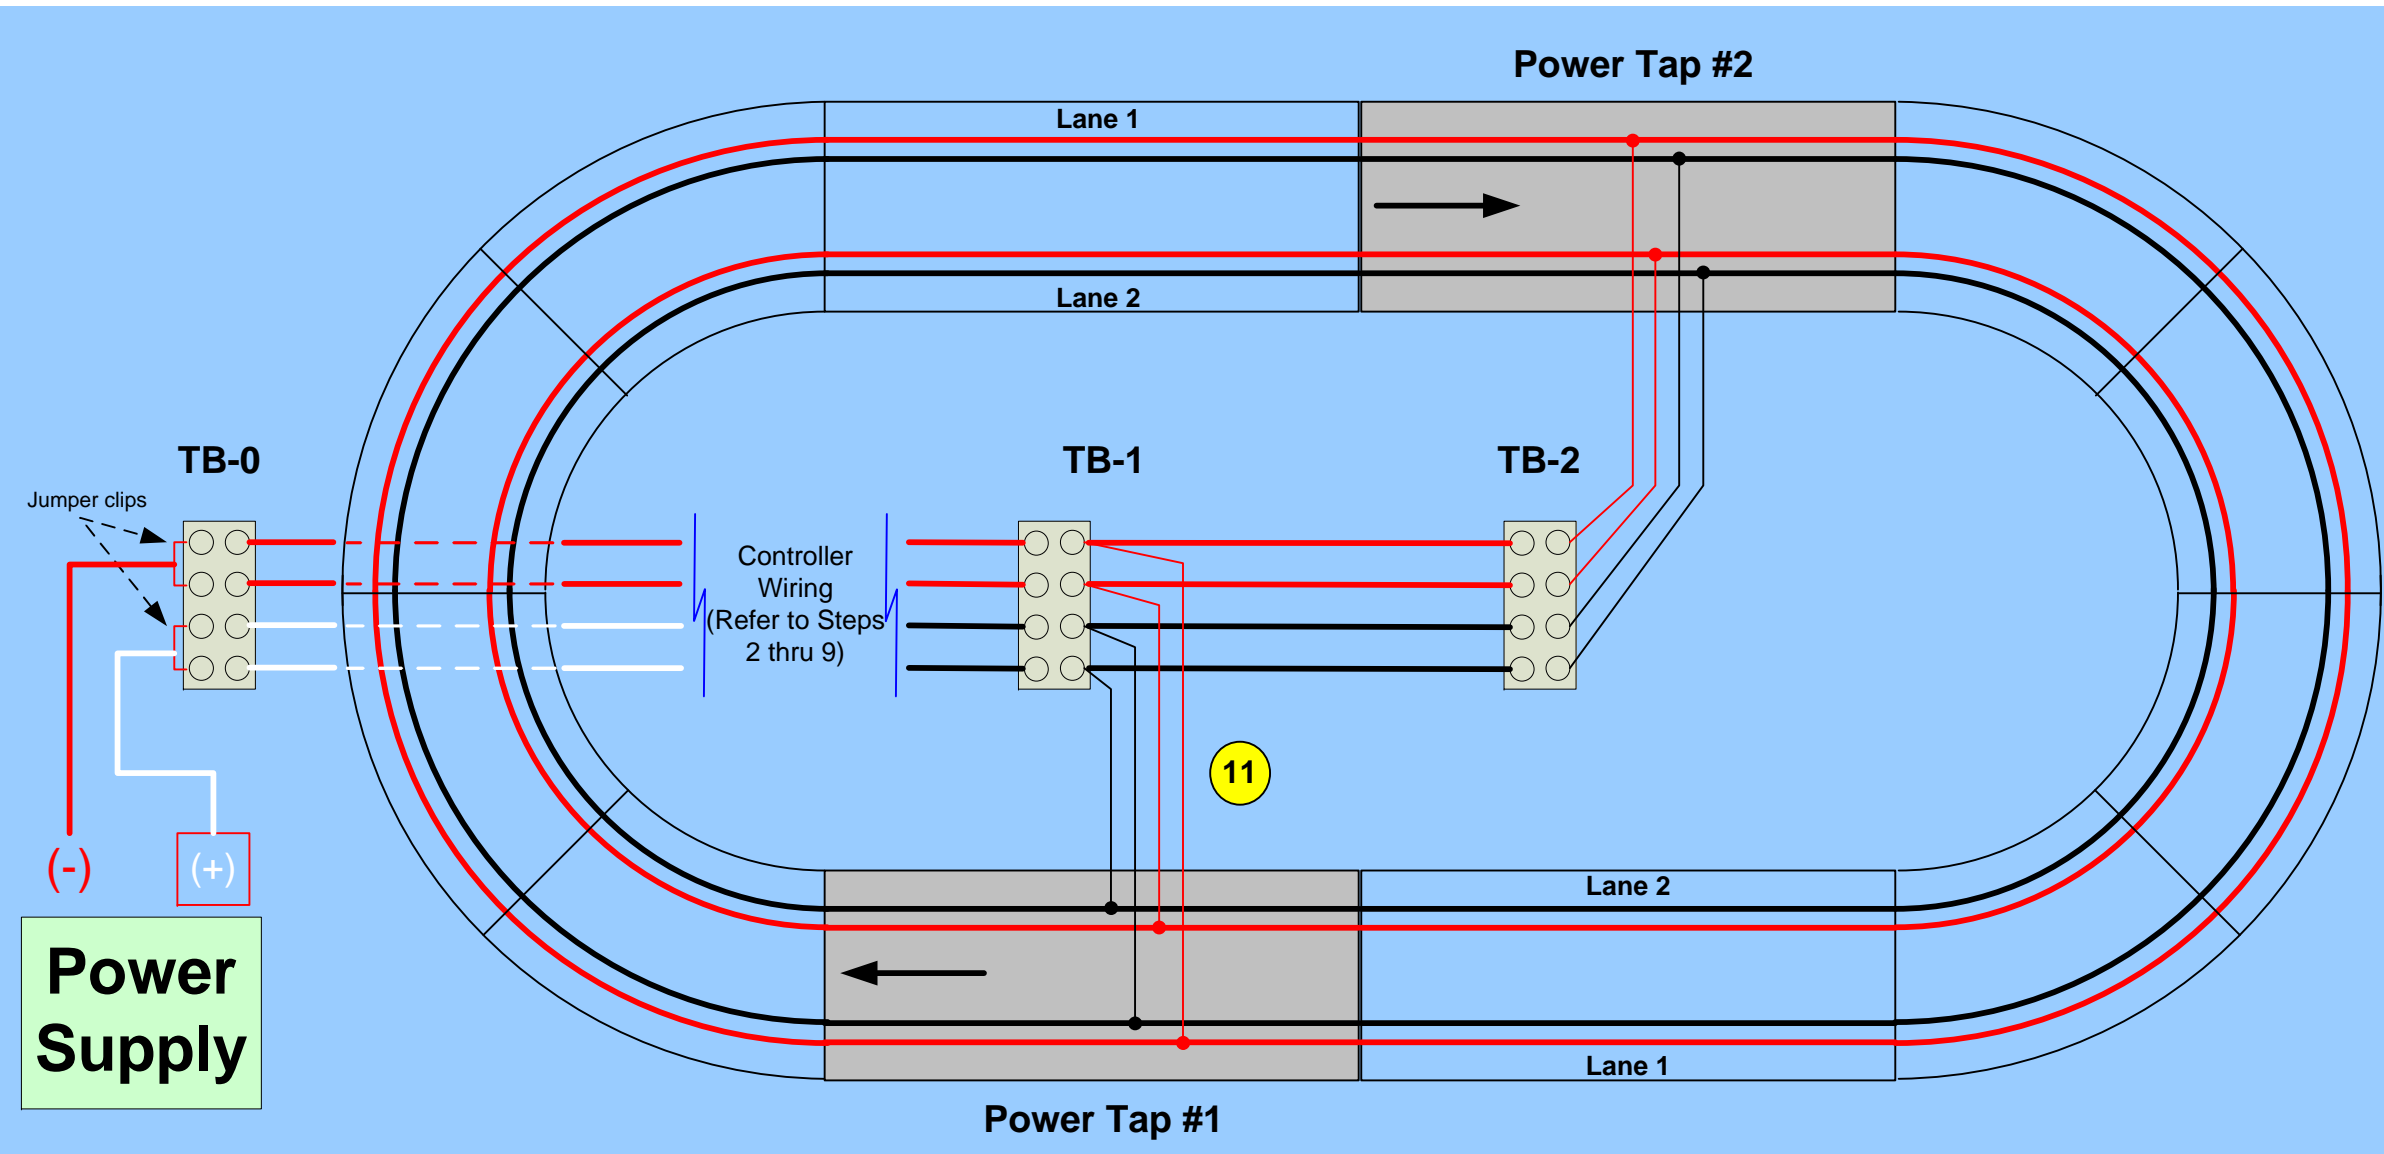 Power Tap #2
Lane 1
Lane 2
TB-0
TB-1
TB-2
Jumper clips
Controller
Wiring
(Refer to Steps
2 thru 9)
11
(-)
(+)
Power
Supply
Lane 2
Lane 1
Power Tap #1